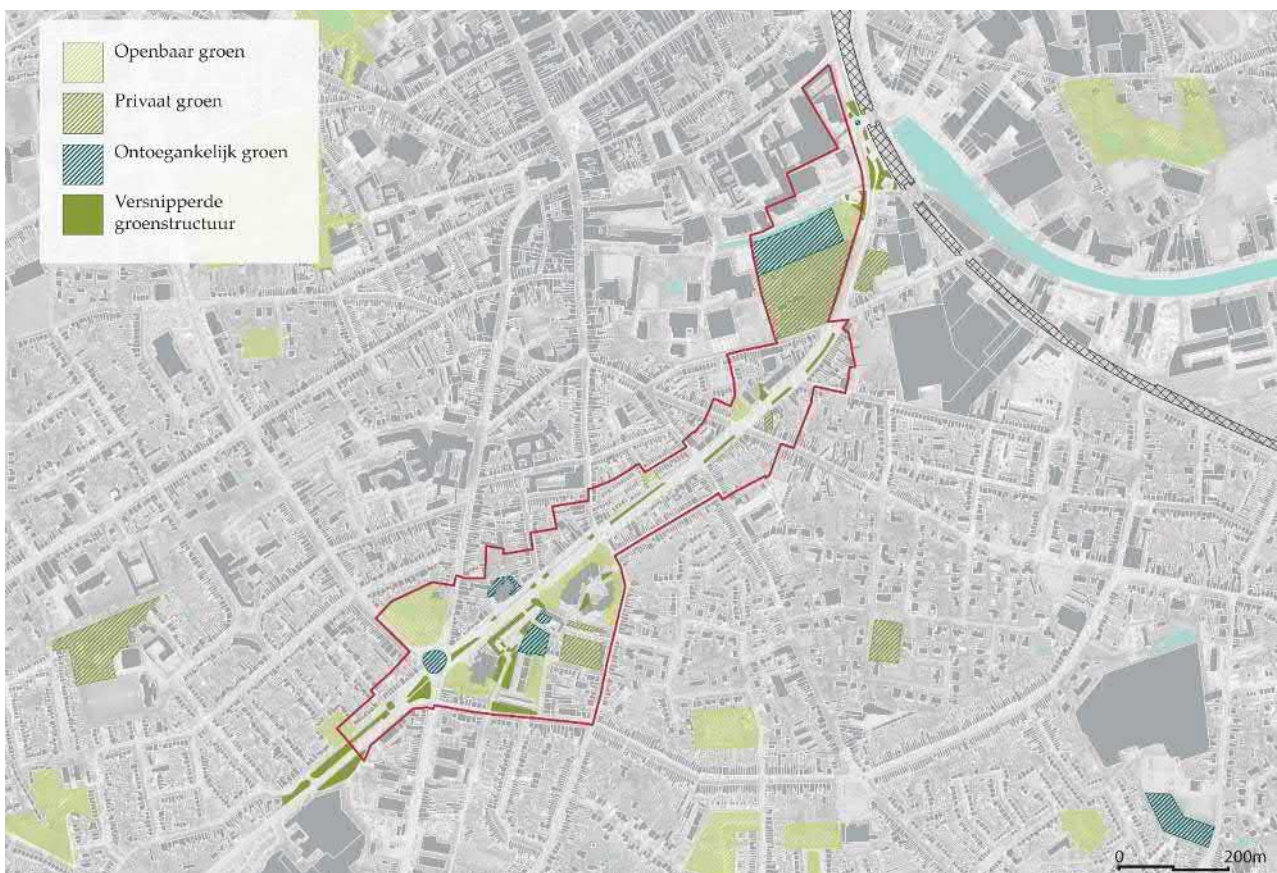 Openbaar groen
Privaat groen
Ontoegankelijk groen
Versnipperde
groenstructuur
0 200m